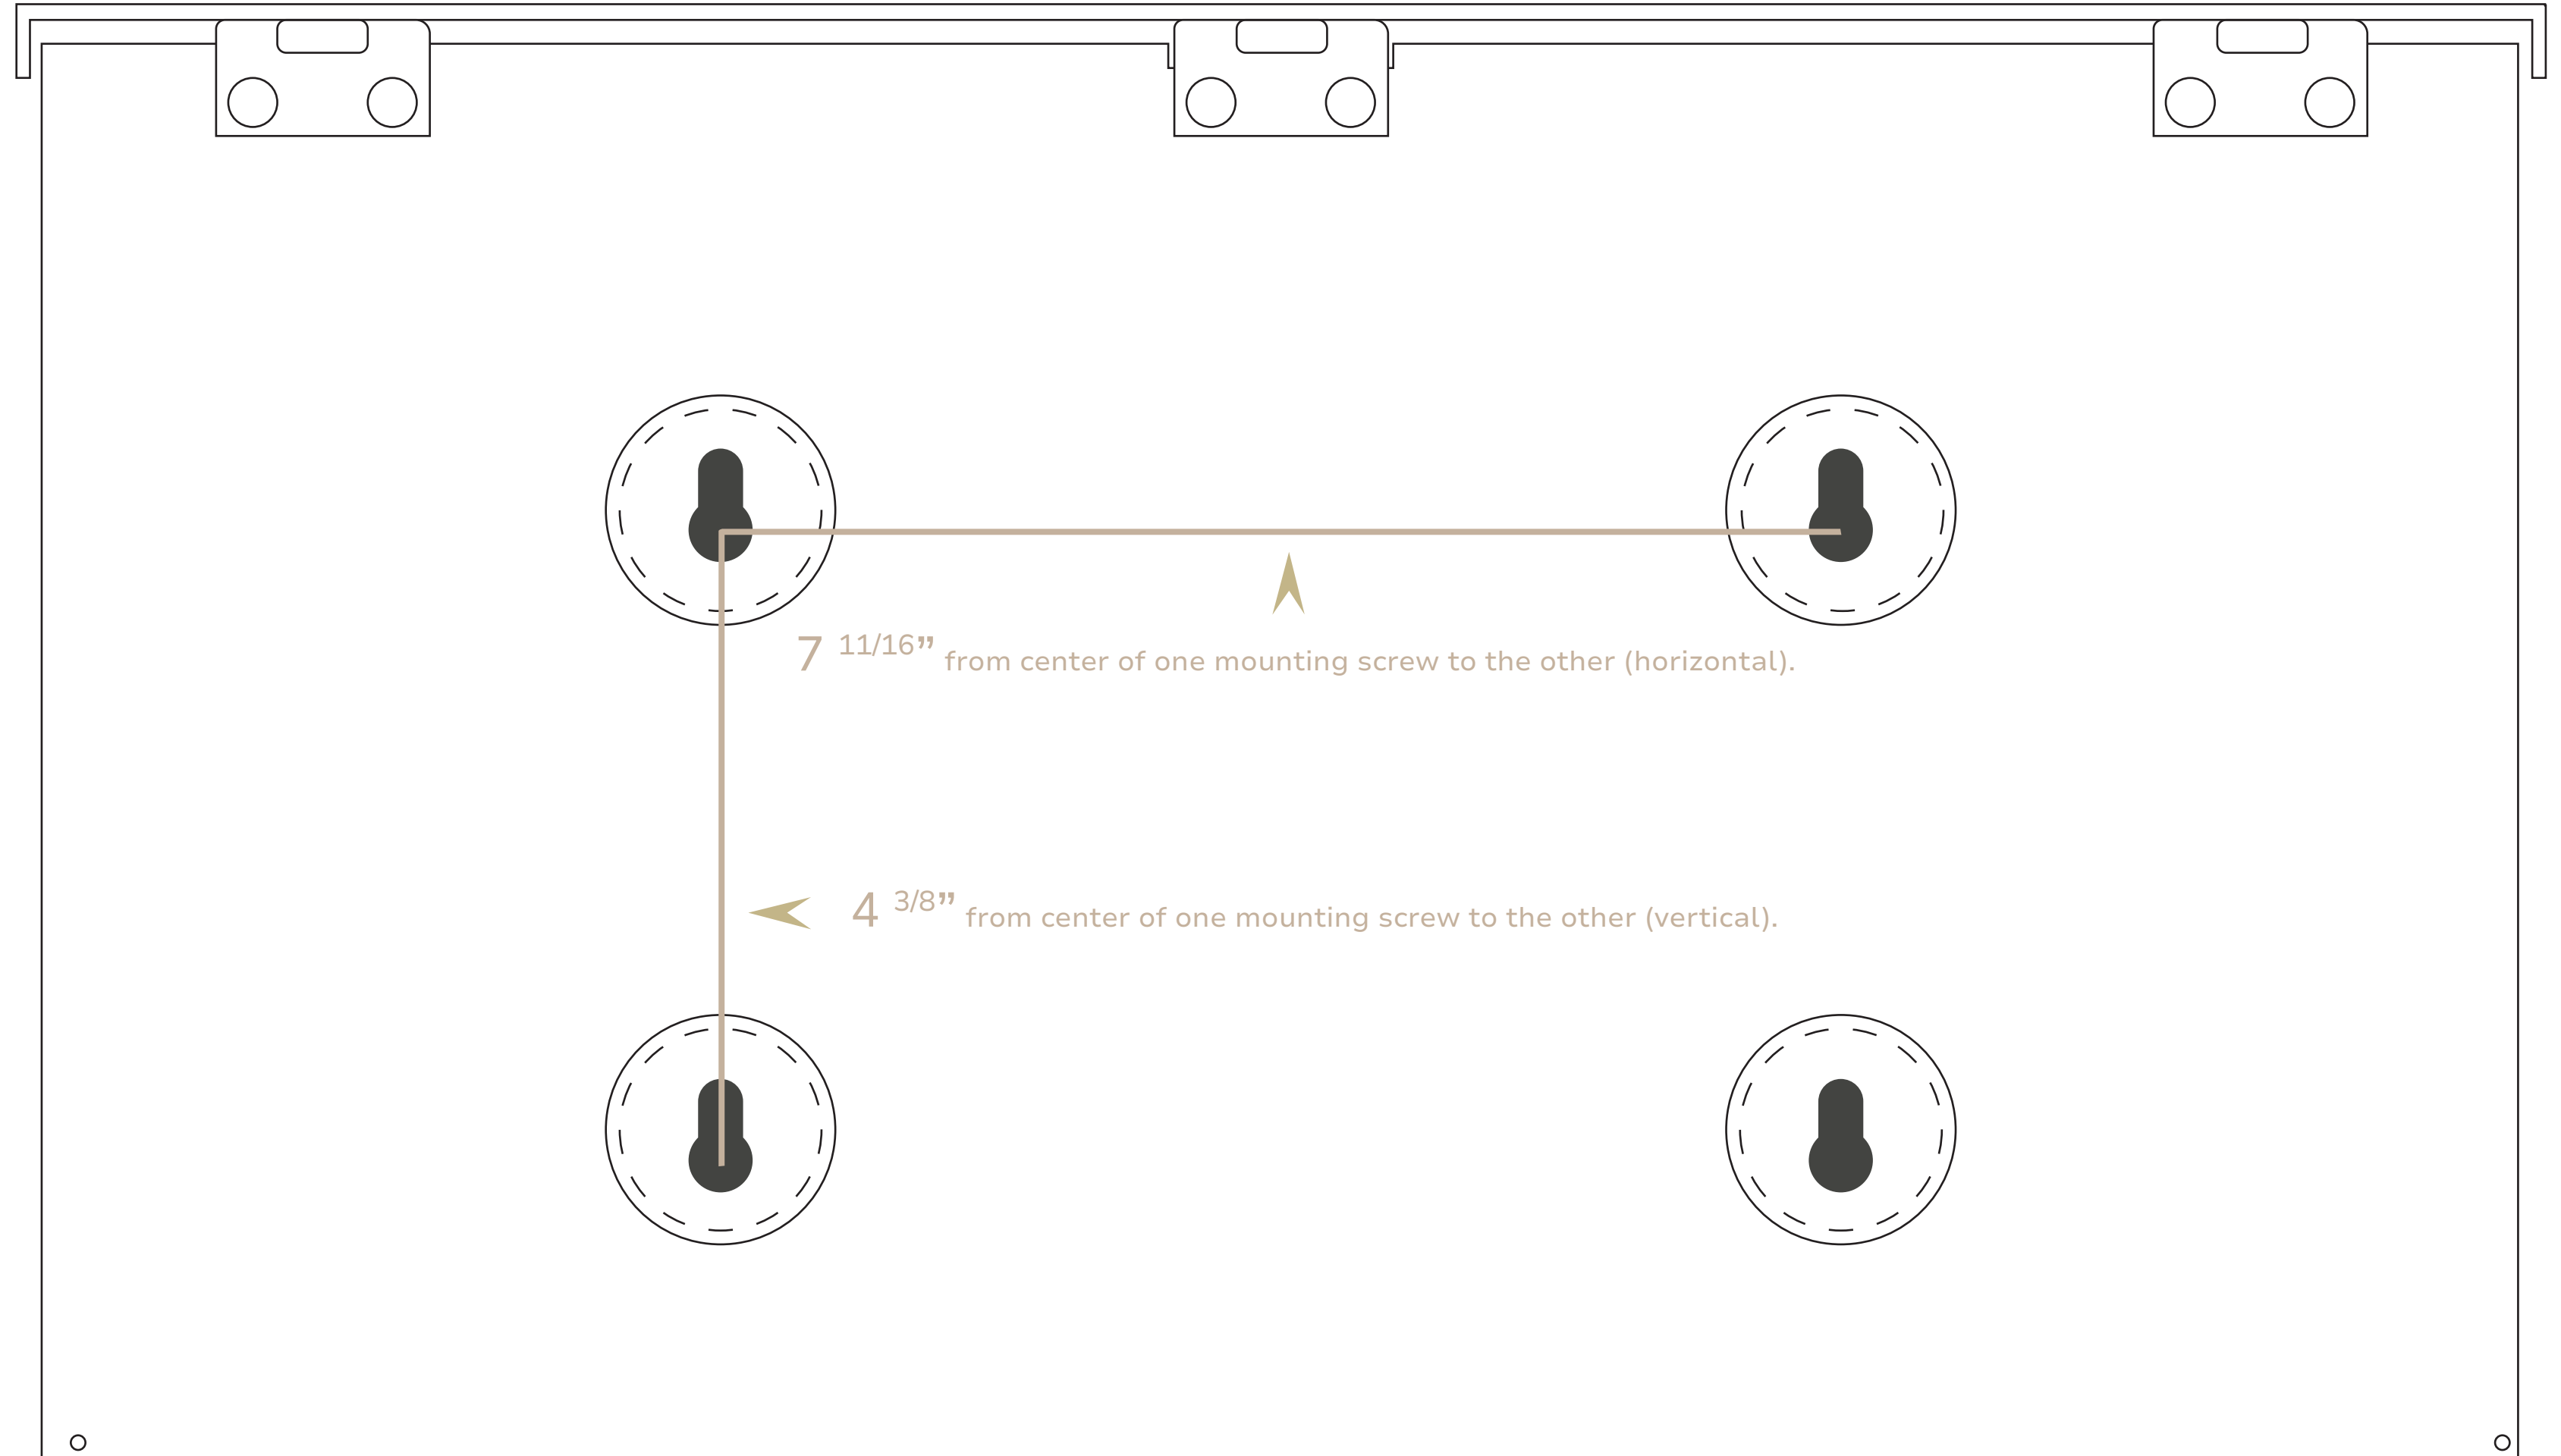 7 11/16” from center of one mounting screw to the other (horizontal).
4 3/8” from center of one mounting screw to the other (vertical).